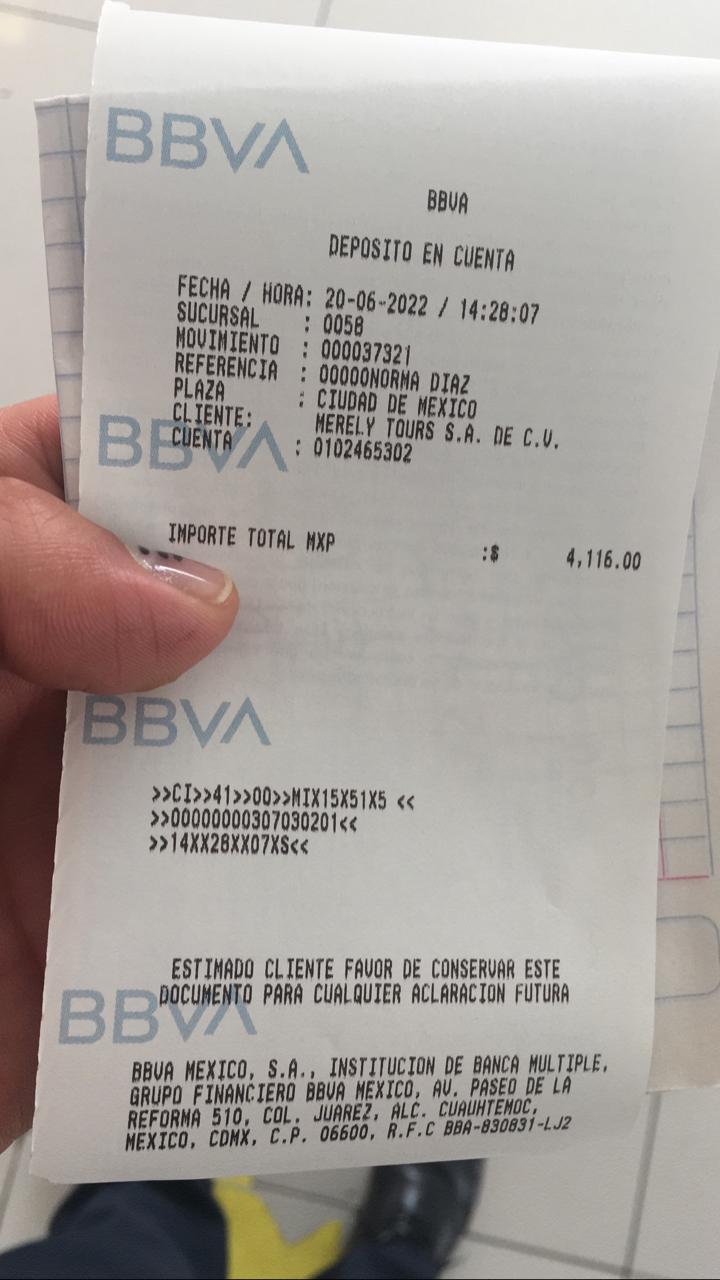 BBVA
BBVA
DEPOSITO EN CUENTA
FECHA / HORA: 20-06-2022 / 14:28:07
SUCURSAL : 0058
MOVIMIENTO : 000037321
REFERENCIA : 00000NORMA DIAZ
PLAZA : CIUDAD DE MEXICO
CLIENTE: MERELY TOURS S.A. DE C.V.
BBVA
CUENTA : 0102465302
IMPORTE TOTAL MXP :$ 4,116.00
BBVA
>>CI>>41>>00>>MIX15X51X5 <<
>>00000000307030201<<
>>14XX28XX07XS<<
ESTIMADO CLIENTE FAVOR DE CONSERVAR ESTE
DOCUMENTO PARA CUALQUIER ACLARACION FUTURA
BBVA
BBVA MEXICO, S.A., INSTITUCION DE BANCA MULTIPLE,
GRUPO FINANCIERO BBVA MEXICO, AV. PASEO DE LA
REFORMA 510, COL. JUAREZ, ALC. CUAUHTEMOC,
MEXICO, CDMX, C.P. 06600, R.F.C BBA-830831-LJ2